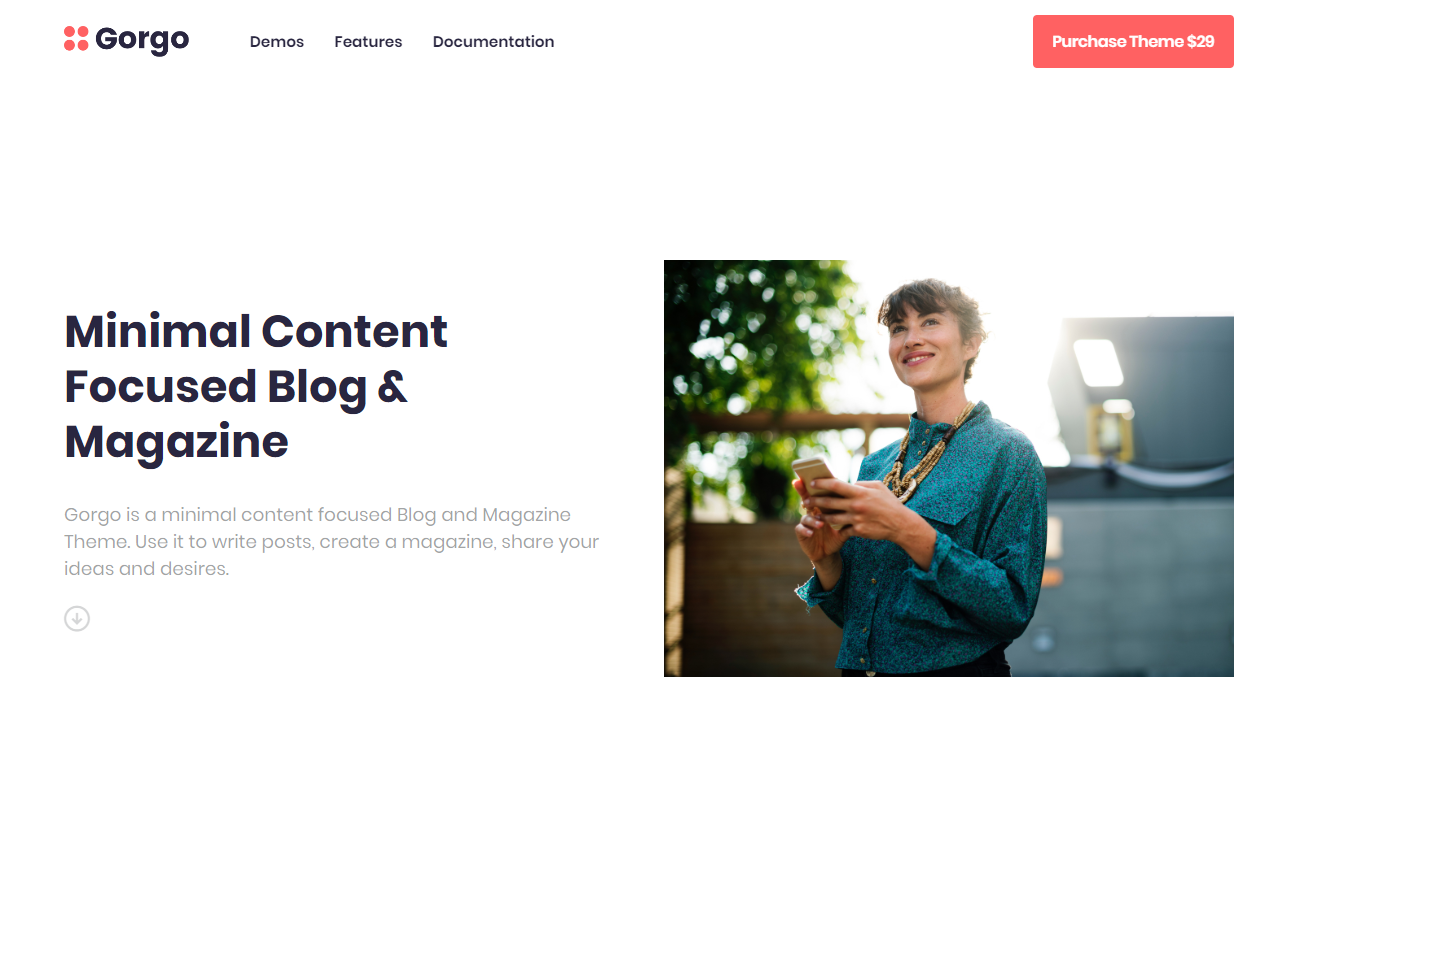 Gorgo
Demos
Features
Documentation
Purchase Theme $29
Minimal Content
Focused Blog &
Magazine
Gorgo is a minimal content focused Blog and Magazine
Theme. Use it to write posts, create a magazine, share your
ideas and desires.